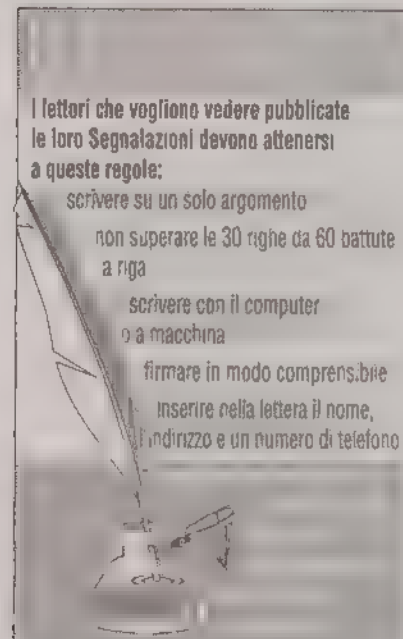 I lettori che vogliono vedere pubblicate
le loro Segnalazioni devono attenersi
a queste regole:
scrivere su un solo argomento
non superare le 30 righe da 60 battute
a riga
scrivere con il computer
o a macchina
firmare in modo comprensibile
inserire nella lettera il nome,
l'indirizzo e un numero di telefono